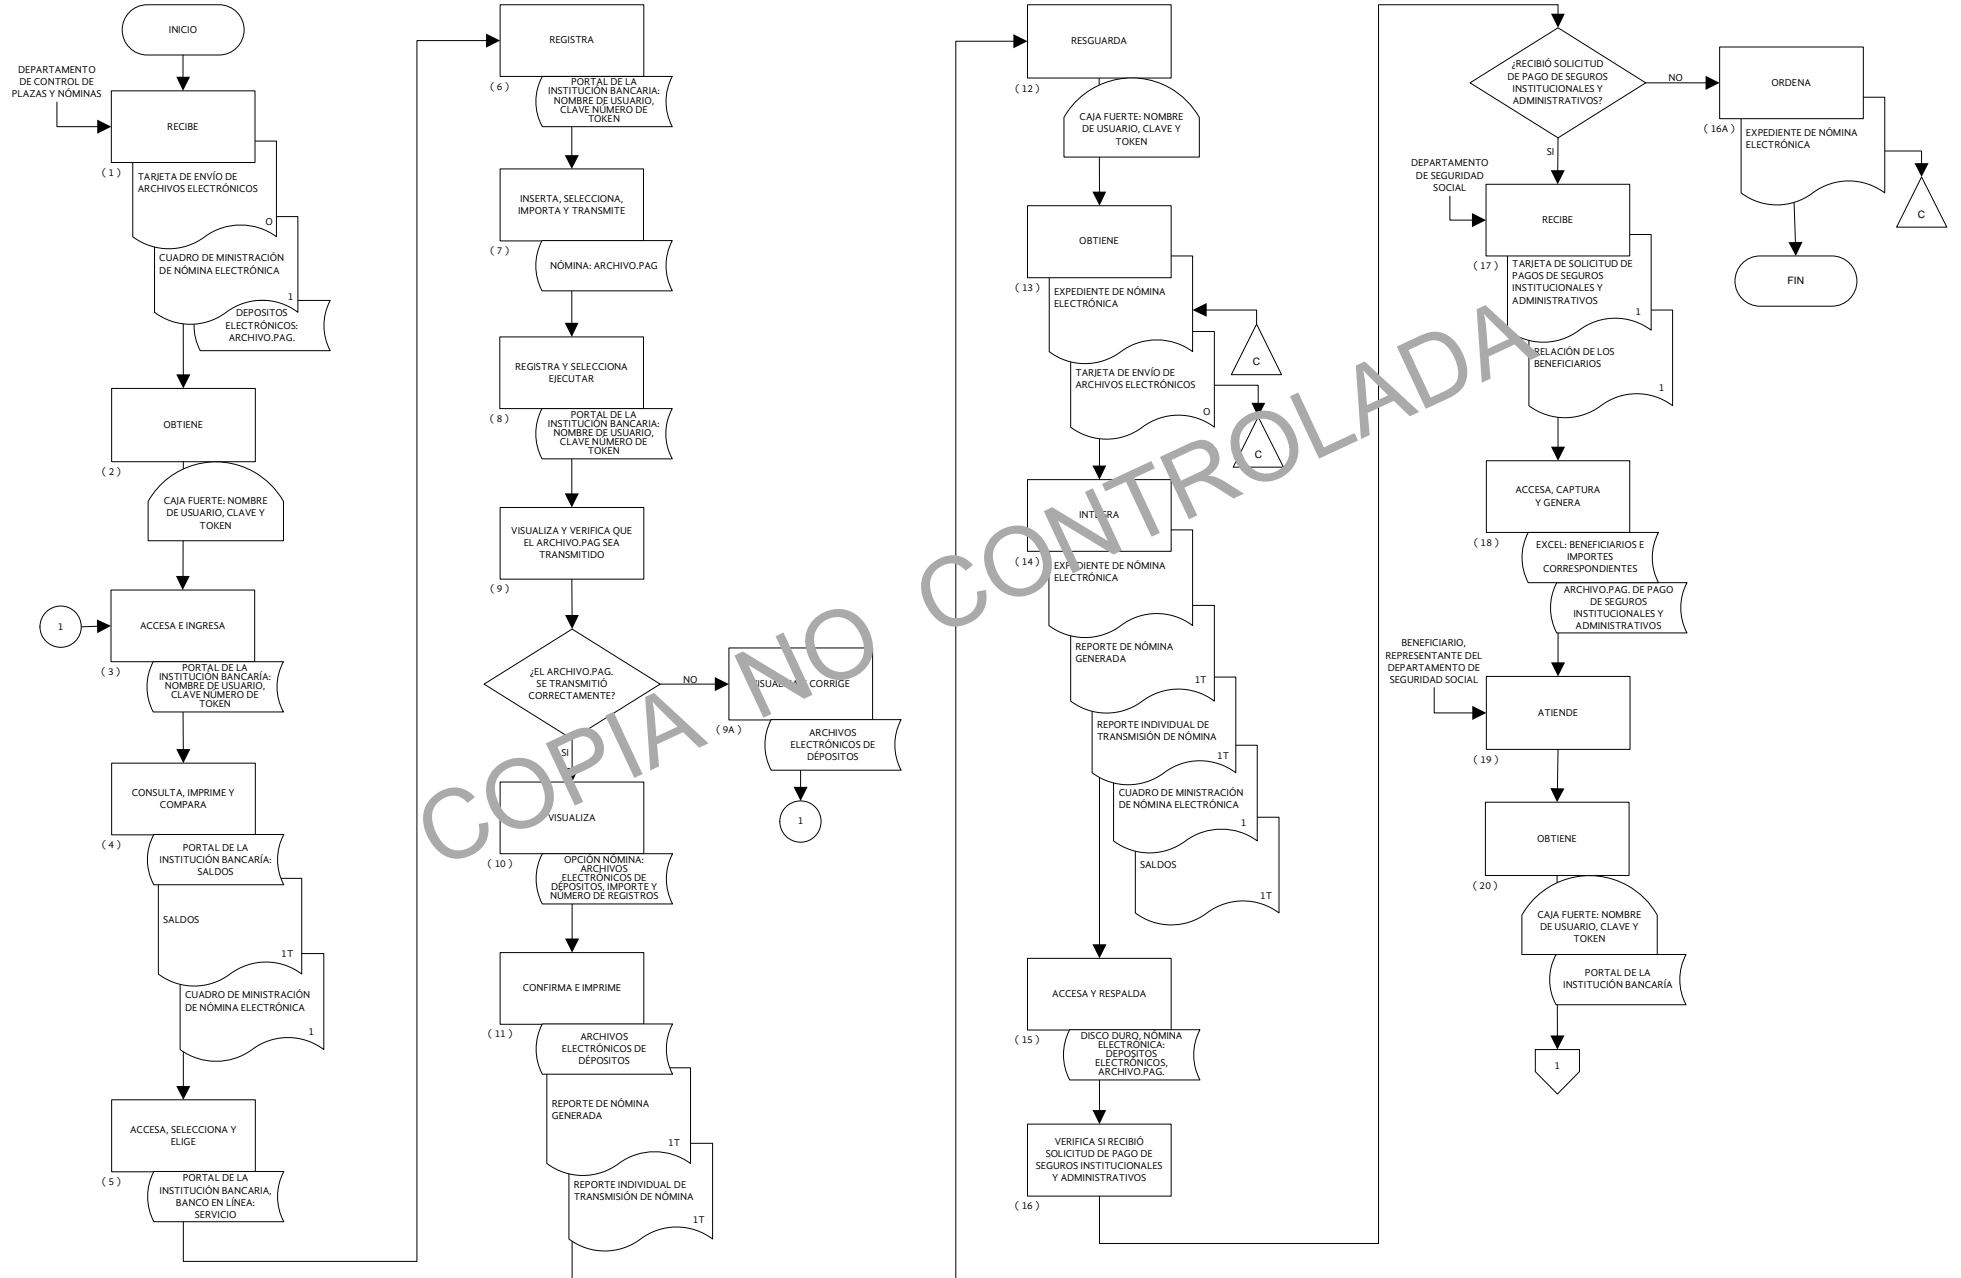 INICIO
DEPARTAMENTO
DE CONTROL DE
PLAZAS Y NÓMINAS
RECIBE
( 1 )
TARJETA DE ENVÍO DE
ARCHIVOS ELECTRÓNICOS
O
CUADRO DE MINISTRACIÓN
DE NÓMINA ELECTRÓNICA
1
DEPOSITOS
ELECTRÓNICOS:
ARCHIVO.PAG.
OBTIENE
( 2 )
CAJA FUERTE: NOMBRE
DE USUARIO, CLAVE Y
TOKEN
1
ACCESA E INGRESA
( 3 )
PORTAL DE LA
INSTITUCIÓN BANCARÍA:
NOMBRE DE USUARIO,
CLAVE NÚMERO DE
TOKEN
CONSULTA, IMPRIME Y
COMPARA
( 4 )
PORTAL DE LA
INSTITUCIÓN BANCARÍA:
SALDOS
SALDOS
1T
CUADRO DE MINISTRACIÓN
DE NÓMINA ELECTRÓNICA
1
ACCESA, SELECCIONA Y
ELIGE
( 5 )
PORTAL DE LA
INSTITUCIÓN BANCARIA,
BANCO EN LÍNEA:
SERVICIO
REGISTRA
( 6 )
PORTAL DE LA
INSTITUCIÓN BANCARIA:
NOMBRE DE USUARIO,
CLAVE NÚMERO DE
TOKEN
INSERTA, SELECCIONA,
IMPORTA Y TRANSMITE
( 7 )
NÓMINA: ARCHIVO.PAG
REGISTRA Y SELECCIONA
EJECUTAR
( 8 )
PORTAL DE LA
INSTITUCIÓN BANCARIA:
NOMBRE DE USUARIO,
CLAVE NÚMERO DE
TOKEN
VISUALIZA Y VERIFICA QUE
EL ARCHIVO.PAG SEA
TRANSMITIDO
( 9 )
¿EL ARCHIVO.PAG.
SE TRANSMITIÓ
CORRECTAMENTE?
NO
VISUALIZA Y CORRIGE
( 9A )
ARCHIVOS
ELECTRÓNICOS DE
DÉPOSITOS
1
SI
VISUALIZA
( 10 )
OPCIÓN NÓMINA:
ARCHIVOS
ELECTRÓNICOS DE
DÉPOSITOS, IMPORTE Y
NÚMERO DE REGISTROS
CONFIRMA E IMPRIME
( 11 )
ARCHIVOS
ELECTRÓNICOS DE
DÉPOSITOS
REPORTE DE NÓMINA
GENERADA
1T
REPORTE INDIVIDUAL DE
TRANSMISIÓN DE NÓMINA
1T
RESGUARDA
( 12 )
CAJA FUERTE: NOMBRE
DE USUARIO, CLAVE Y
TOKEN
OBTIENE
( 13 )
EXPEDIENTE DE NÓMINA
ELECTRÓNICA
C
TARJETA DE ENVÍO DE
ARCHIVOS ELECTRÓNICOS
O
C
INTEGRA
( 14 )
EXPEDIENTE DE NÓMINA
ELECTRÓNICA
REPORTE DE NÓMINA
GENERADA
1T
REPORTE INDIVIDUAL DE
TRANSMISIÓN DE NÓMINA
1T
CUADRO DE MINISTRACIÓN
DE NÓMINA ELECTRÓNICA
1
SALDOS
1T
ACCESA Y RESPALDA
( 15 )
DISCO DURO, NÓMINA
ELECTRÓNICA:
DEPOSITOS
ELECTRÓNICOS,
ARCHIVO.PAG.
VERIFICA SI RECIBIÓ
SOLICITUD DE PAGO DE
SEGUROS INSTITUCIONALES
Y ADMINISTRATIVOS
( 16 )
¿RECIBIÓ SOLICITUD
DE PAGO DE SEGUROS
INSTITUCIONALES Y
ADMINISTRATIVOS?
NO
ORDENA
( 16A )
EXPEDIENTE DE NÓMINA
ELECTRÓNICA
C
FIN
SI
DEPARTAMENTO
DE SEGURIDAD
SOCIAL
RECIBE
( 17 )
TARJETA DE SOLICITUD DE
PAGOS DE SEGUROS
INSTITUCIONALES Y
ADMINISTRATIVOS
1
RELACIÓN DE LOS
BENEFICIARIOS
1
ACCESA, CAPTURA
Y GENERA
( 18 )
EXCEL: BENEFICIARIOS E
IMPORTES
CORRESPONDIENTES
ARCHIVO.PAG. DE PAGO
DE SEGUROS
INSTITUCIONALES Y
ADMINISTRATIVOS
BENEFICIARIO,
REPRESENTANTE DEL
DEPARTAMENTO DE
SEGURIDAD SOCIAL
ATIENDE
( 19 )
OBTIENE
( 20 )
CAJA FUERTE: NOMBRE
DE USUARIO, CLAVE Y
TOKEN
PORTAL DE LA
INSTITUCIÓN BANCARÍA
1
COPIA NO CONTROLADA